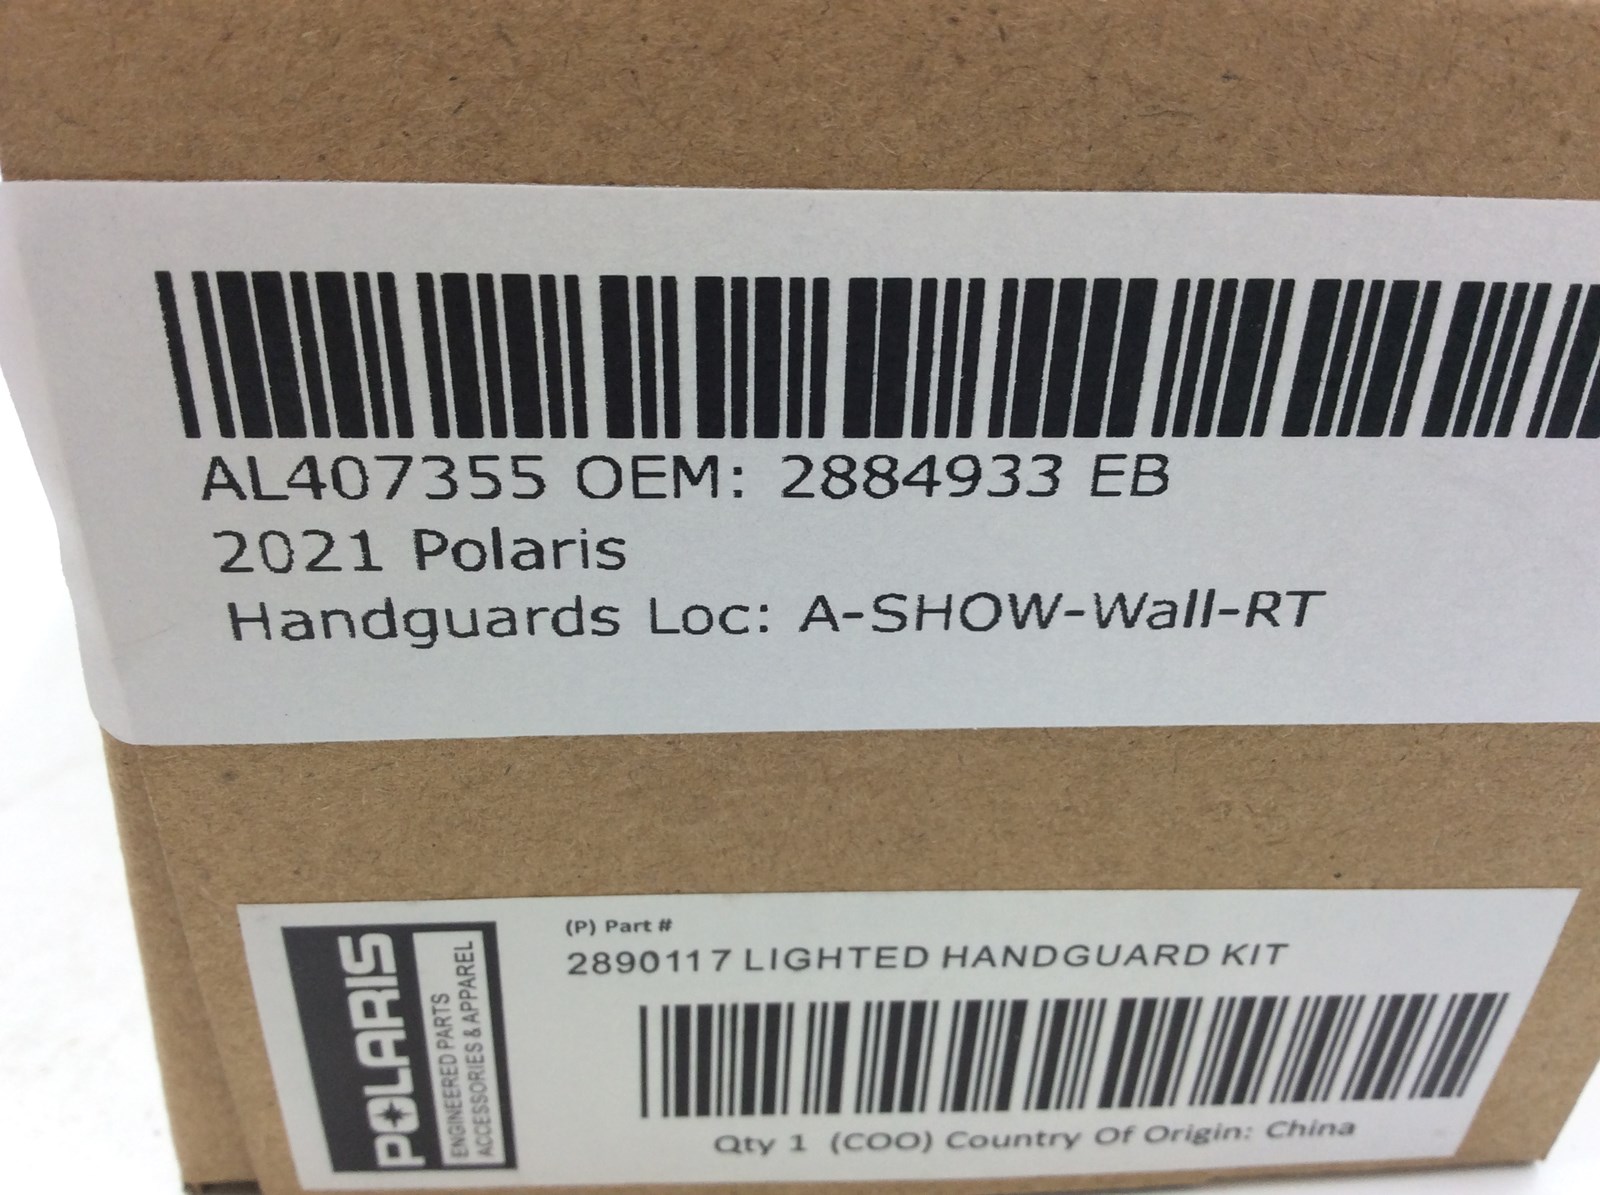 AL407355 OEM: 2884933 EB
2021 Polaris
Handguards Loc: A-SHOW-Wall-RT
POLARIS
ENGINEERED PARTS
ACCESSORIES & APPAREL
(P) Part #
2890117 LIGHTED HANDGUARD KIT
Qty 1 (COO) Country Of Origin: China